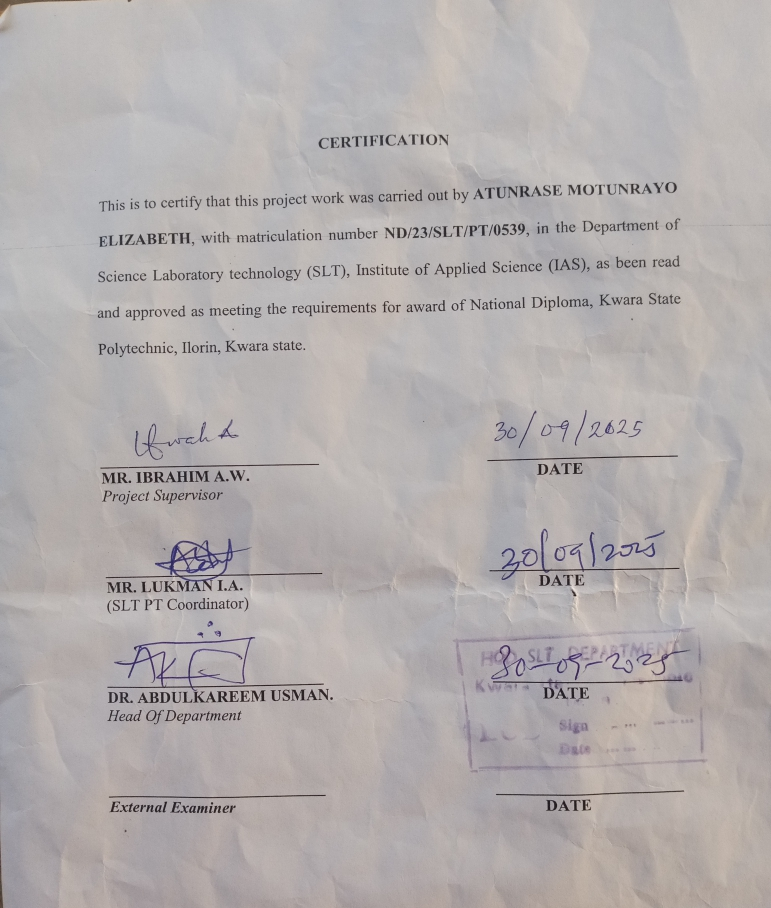 CERTIFICATION
This is to certify that this project work was carried out by ATUNRASE MOTUNRAYO
ELIZABETH, with matriculation number ND/23/SLT/PT/0539, in the Department of
Science Laboratory technology (SLT), Institute of Applied Science (IAS), as been read
and approved as meeting the requirements for award of National Diploma, Kwara State
Polytechnic, Ilorin, Kwara state.
30/09/2025
MR. IBRAHIM A.W.
DATE
Project Supervisor
30/09/2025
MR. LUKMAN I.A.
DATE
(SLT PT Coordinator)
HOD SLT DEPARTMENT
30-09-2025
DR. ABDULKAREEM USMAN.
DATE
Head Of Department
Sign
Date
External Examiner
DATE